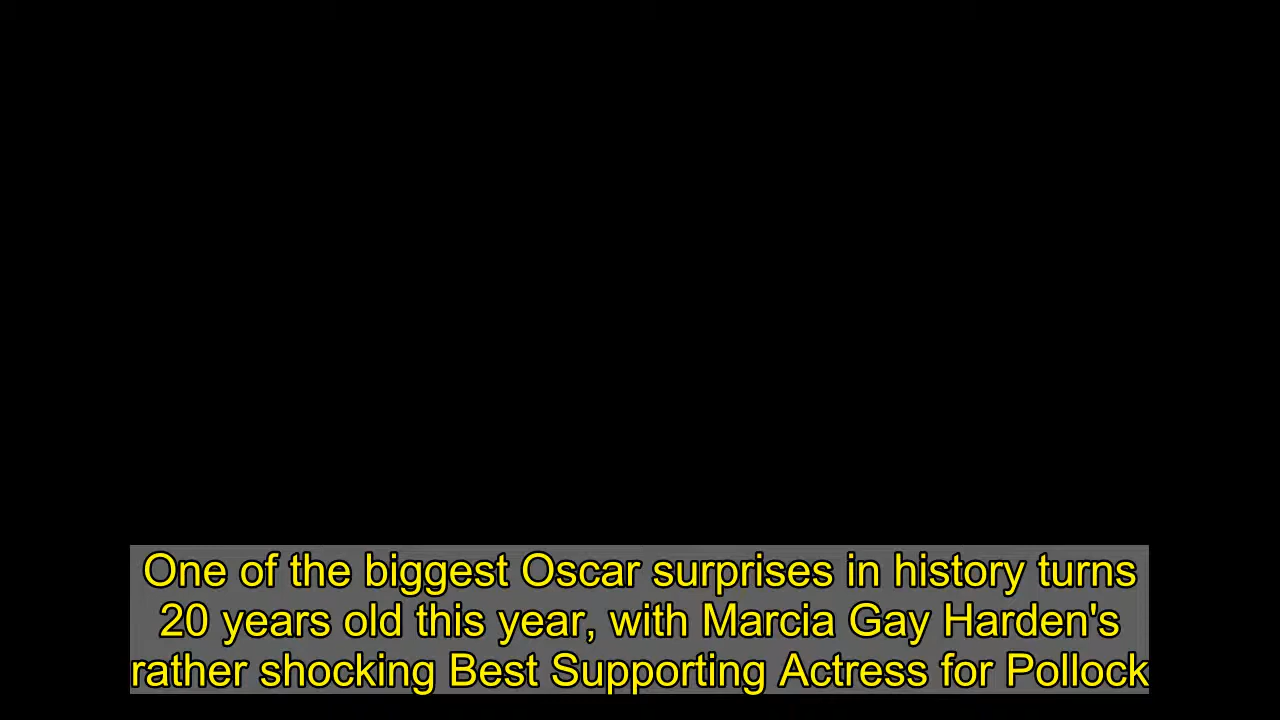 One of the biggest Oscar surprises in history turns
20 years old this year, with Marcia Gay Harden's
rather shocking Best Supporting Actress for Pollock